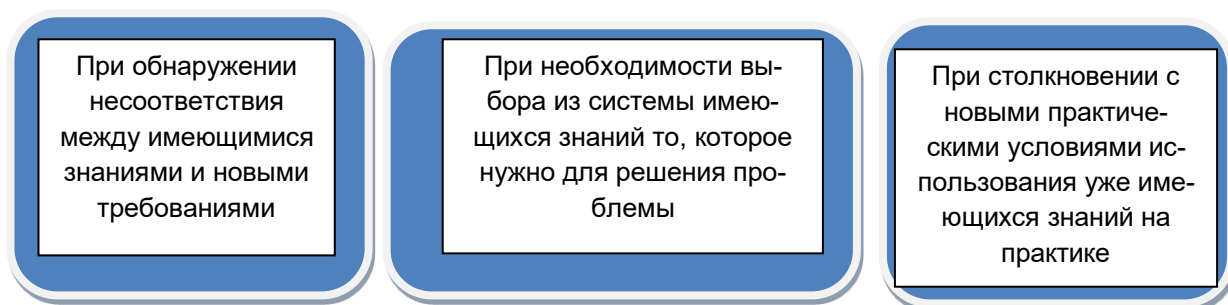 При обнаружении
несоответствия
между имеющимися
знаниями и новыми
требованиями
При необходимости вы-
бора из системы имею-
щихся знаний то, которое
нужно для решения про-
блемы
При столкновении с
новыми практиче-
скими условиями ис-
пользования уже име-
ющихся знаний на
практике